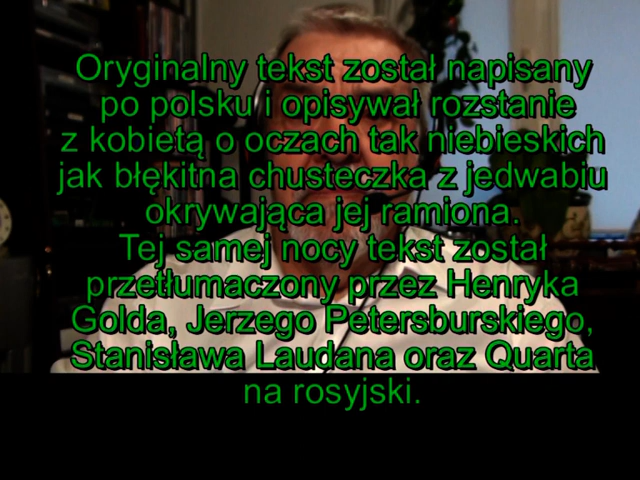 Oryginalny tekst został napisany
po polsku i opisywał rozstanie
z kobietą o oczach tak niebieskich
jak błękitna chusteczka z jedwabiu
okrywająca jej ramiona.
Tej samej nocy tekst został
przetłumaczony przez Henryka
Golda, Jerzego Petersburskiego,
Stanisława Laudana oraz Quarta
na rosyjski.